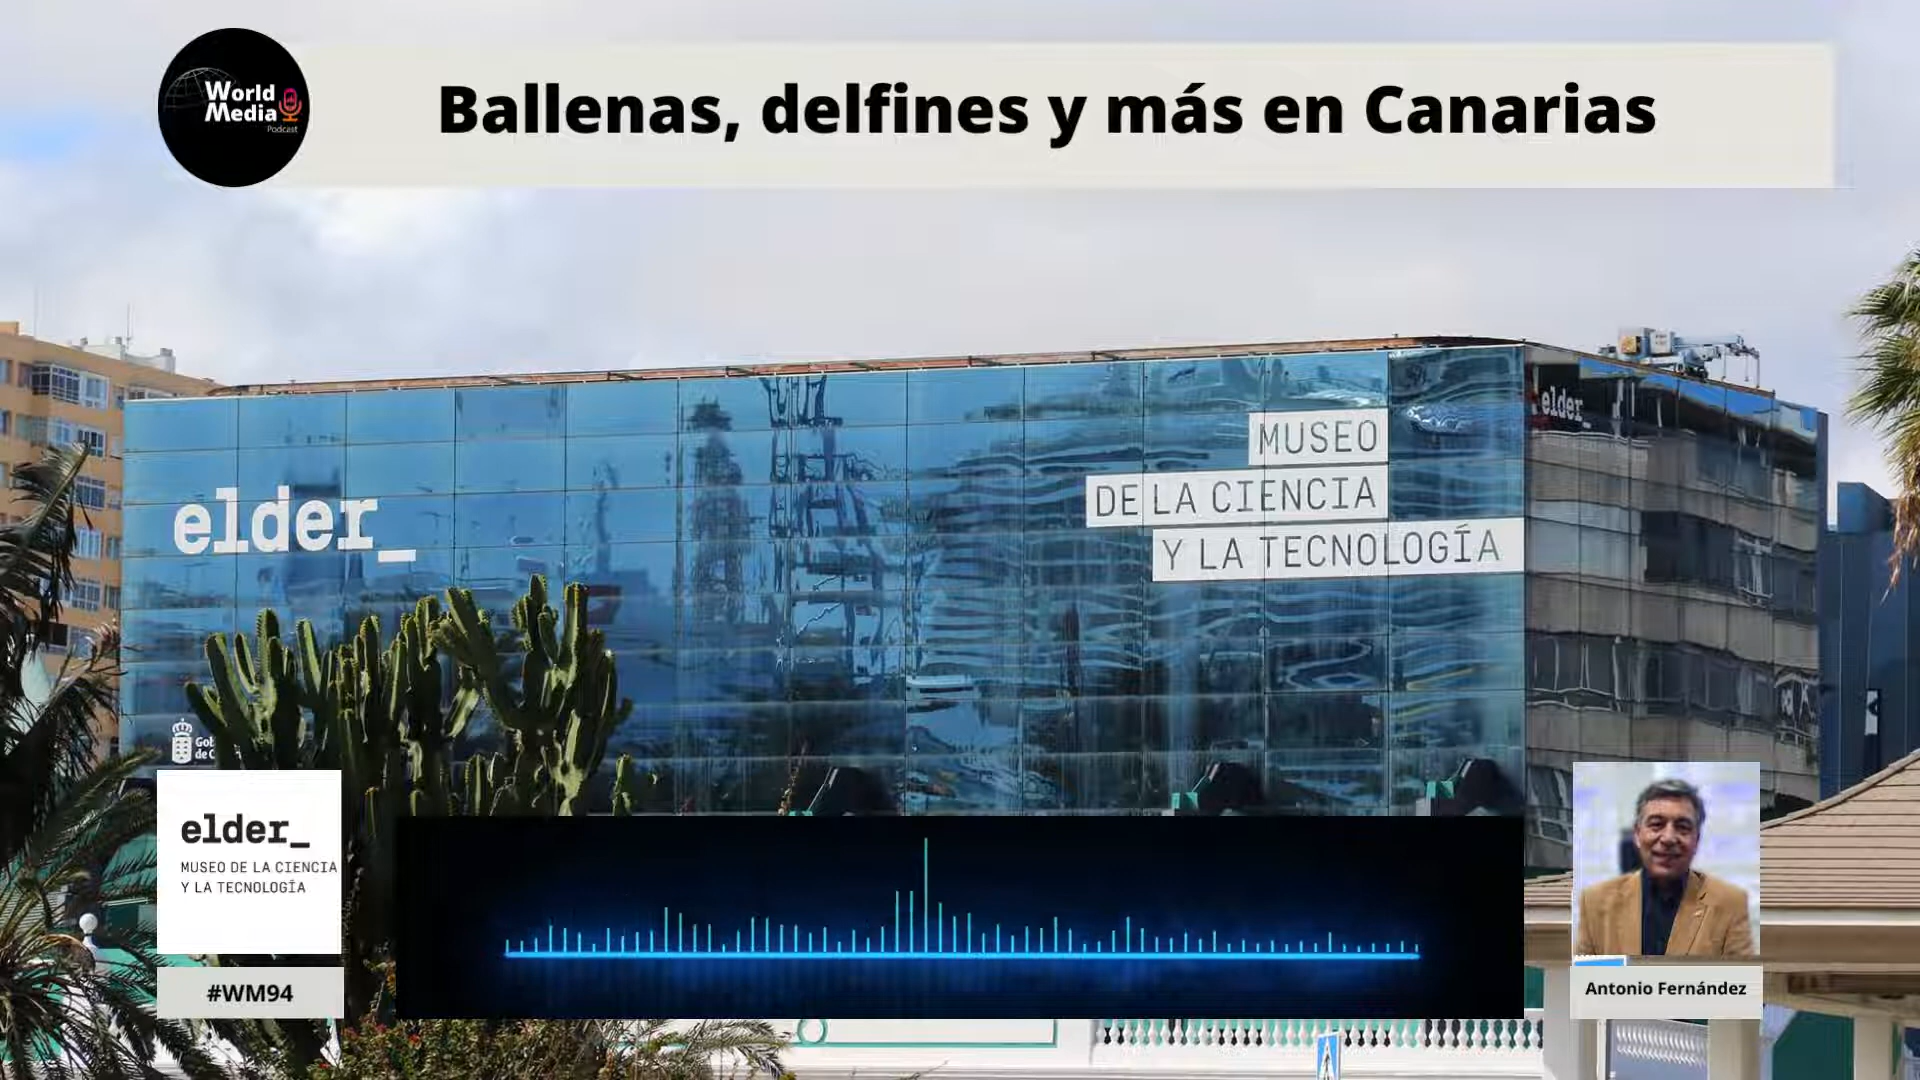 World
Media
Podcast
Ballenas, delfines y más en Canarias
elder_
MUSEO
DE LA CIENCIA
Y LA TECNOLOGÍA
elder_
elder_
MUSEO DE LA CIENCIA
Y LA TECNOLOGÍA
#WM94
Antonio Fernández